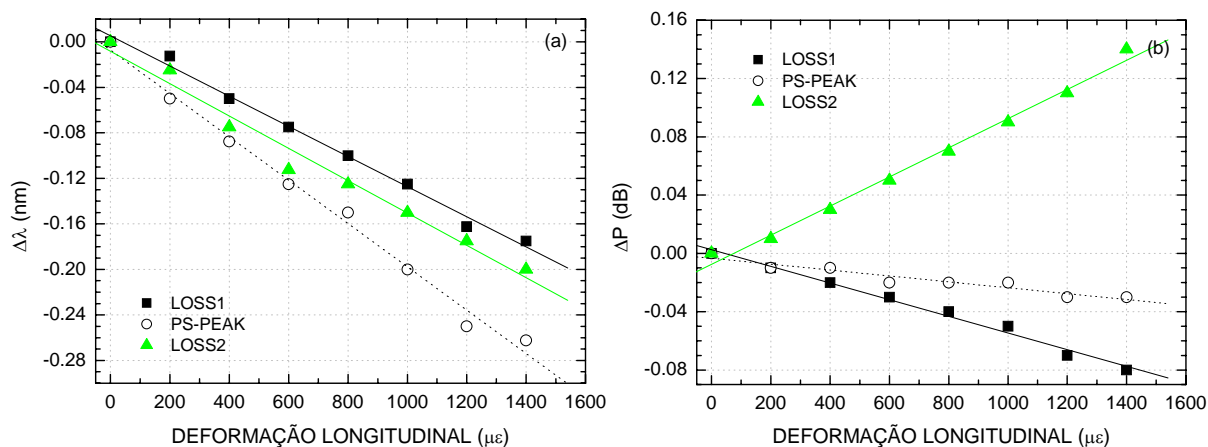 (a)
0.00
-0.04
-0.08
-0.12
-0.16
-0.20
-0.24
-0.28
Δλ (nm)
LOSS1
PS-PEAK
LOSS2
0 200 400 600 800 1000 1200 1400 1600
DEFORMAÇÃO LONGITUDINAL (με)
(b)
0.16
0.12
0.08
0.04
0.00
-0.04
-0.08
ΔP (dB)
LOSS1
PS-PEAK
LOSS2
0 200 400 600 800 1000 1200 1400 1600
DEFORMAÇÃO LONGITUDINAL (με)